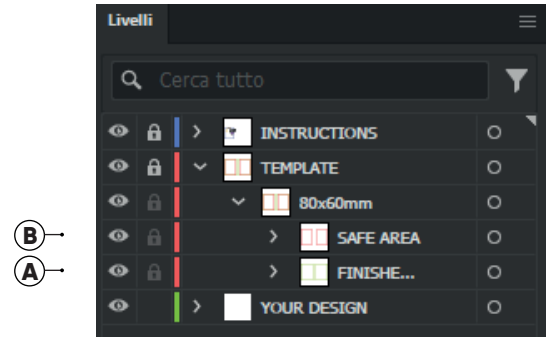 Livelli
Cerca tutto
INSTRUCTIONS
TEMPLATE
80x60mm
B SAFE AREA
A FINISHE...
YOUR DESIGN